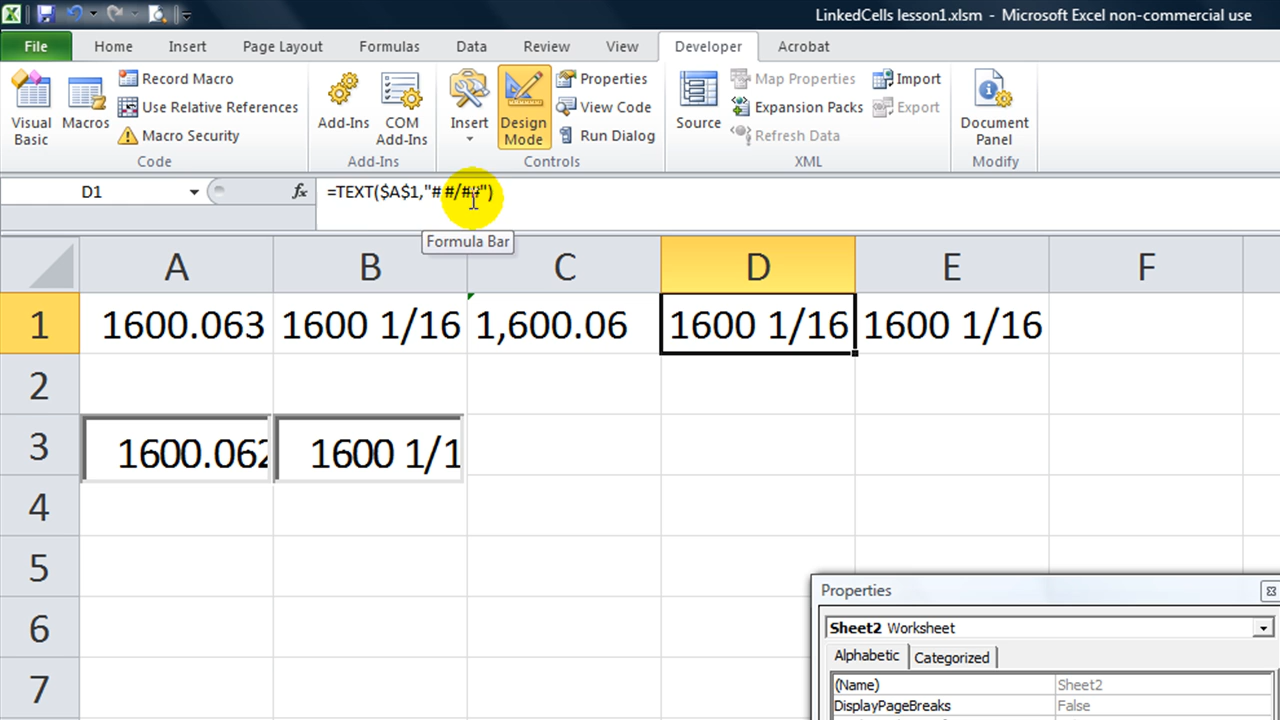 LinkedCells lesson1.xlsm - Microsoft Excel non-commercial use
File Home Insert Page Layout Formulas Data Review View Developer Acrobat
Visual Basic
Macros
Record Macro
Use Relative References
Macro Security
Code
Add-Ins
COM Add-Ins
Add-Ins
Insert
Design Mode
Properties
View Code
Run Dialog
Controls
Source
Map Properties
Expansion Packs
Refresh Data
Import
Export
XML
Document Panel
Modify
D1 fx =TEXT($A$1,"# #/##")
Formula Bar
A B C D E F
1 1600.063 1600 1/16 1,600.06 1600 1/16 1600 1/16
2
3 1600.062 1600 1/1
4
5
6
7
Properties
Sheet2 Worksheet
Alphabetic Categorized
(Name) Sheet2
DisplayPageBreaks False